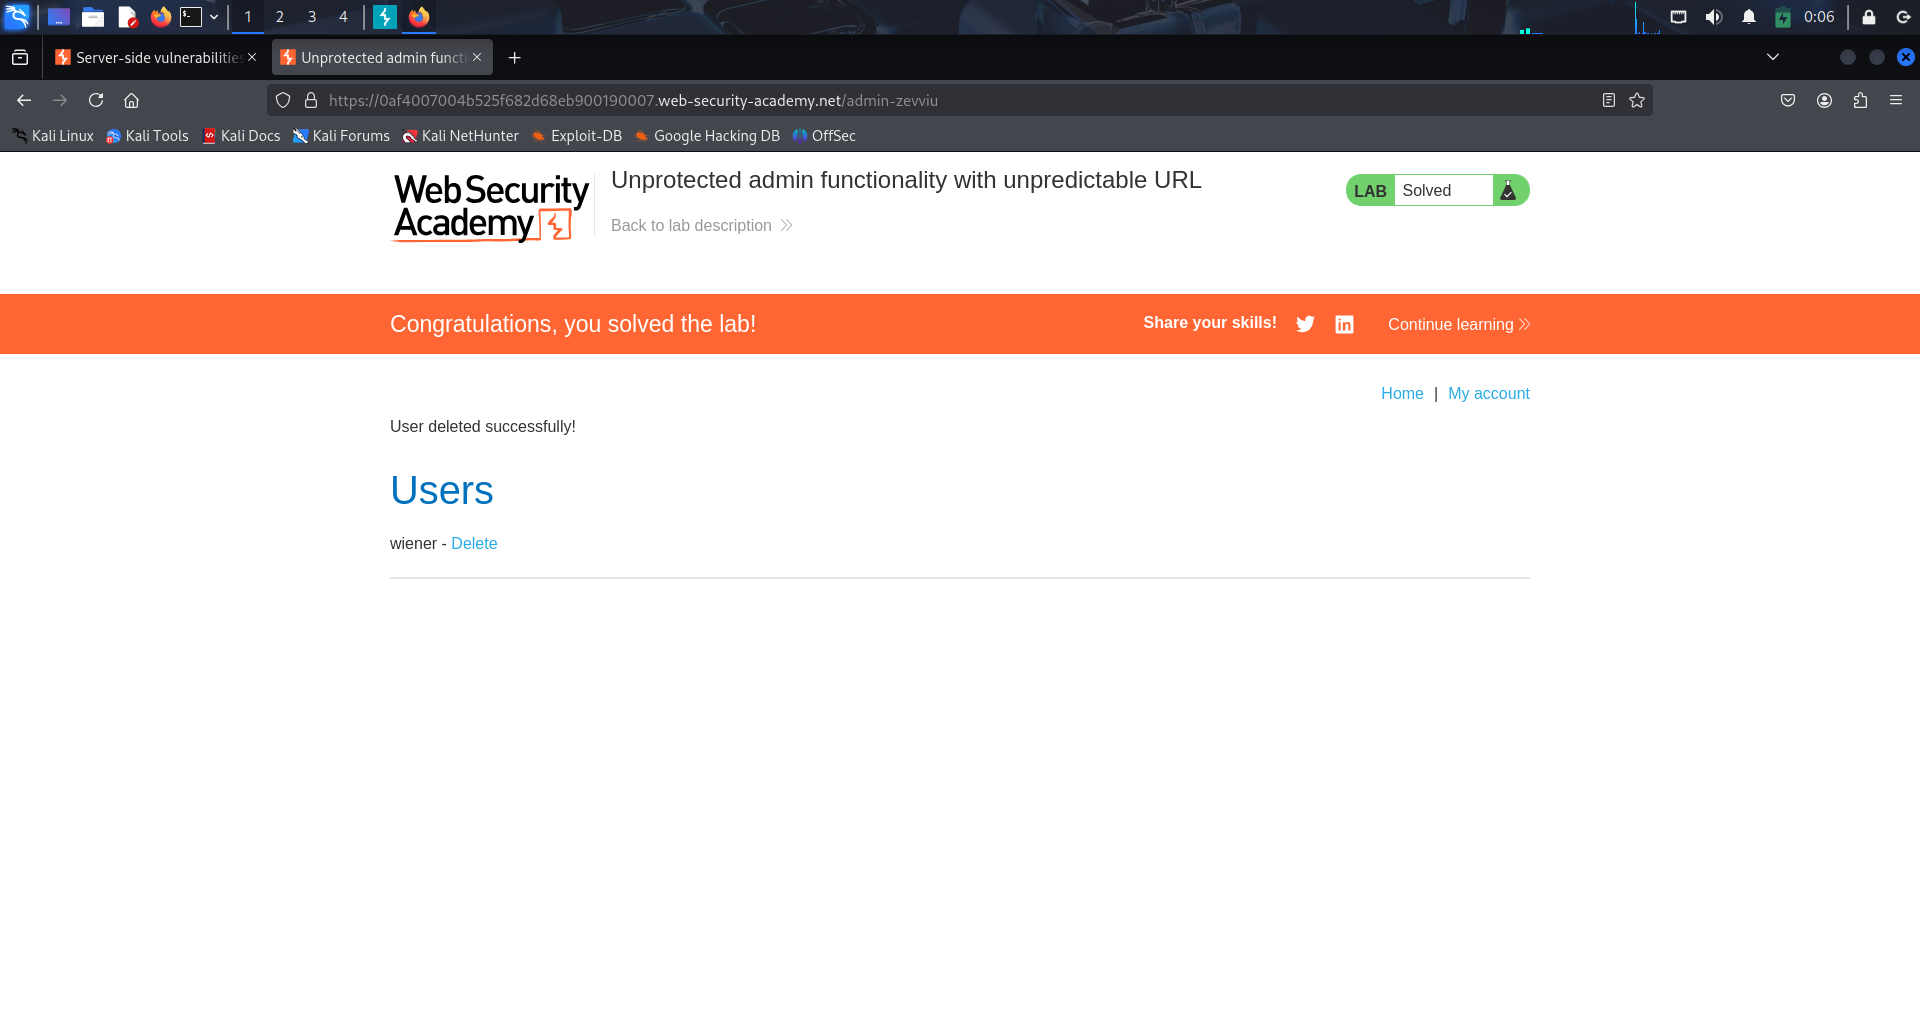 1 2 3 4 0:06
Server-side vulnerabilities Unprotected admin functi
https://0af4007004b525f682d68eb900190007.web-security-academy.net/admin-zevviu
Kali Linux Kali Tools Kali Docs Kali Forums Kali NetHunter Exploit-DB Google Hacking DB OffSec
Web Security
Academy
Unprotected admin functionality with unpredictable URL
Back to lab description
LAB Solved
Congratulations, you solved the lab!
Share your skills! Continue learning
Home | My account
User deleted successfully!
Users
wiener - Delete